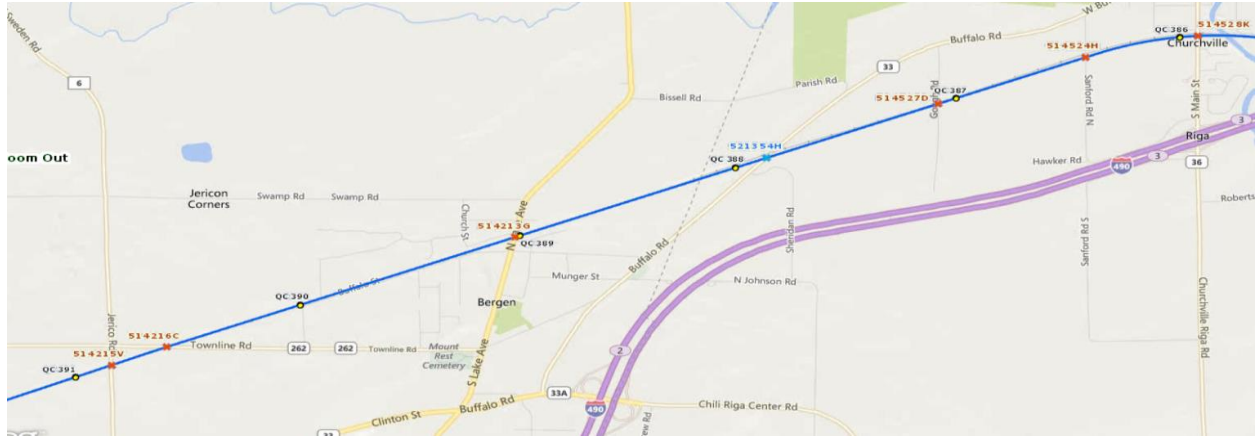 Sweden Rd
6
oom Out
Jericon
Corners
Swamp Rd
Swamp Rd
Church St
514213G
QC 389
QC 390
Buffalo St
Jerico Rd
514216C
514215V
QC 391
Townline Rd
262
262
Townline Rd
Mount
Rest
Cemetery
Bergen
S Lake Ave
Clinton St
33
Buffalo Rd
33A
490
Chili Riga Center Rd
2
Munger St
N Johnson Rd
Buffalo Rd
Sheridan Rd
QC 388
521354H
Bissell Rd
Parish Rd
33
Buffalo Rd
514527D
QC 387
514524H
Sanford Rd N
QC 386
514528K
Churchville
S Main St
Riga
3
3
36
490
Hawker Rd
Sanford Rd S
Roberts
Churchville Riga Rd